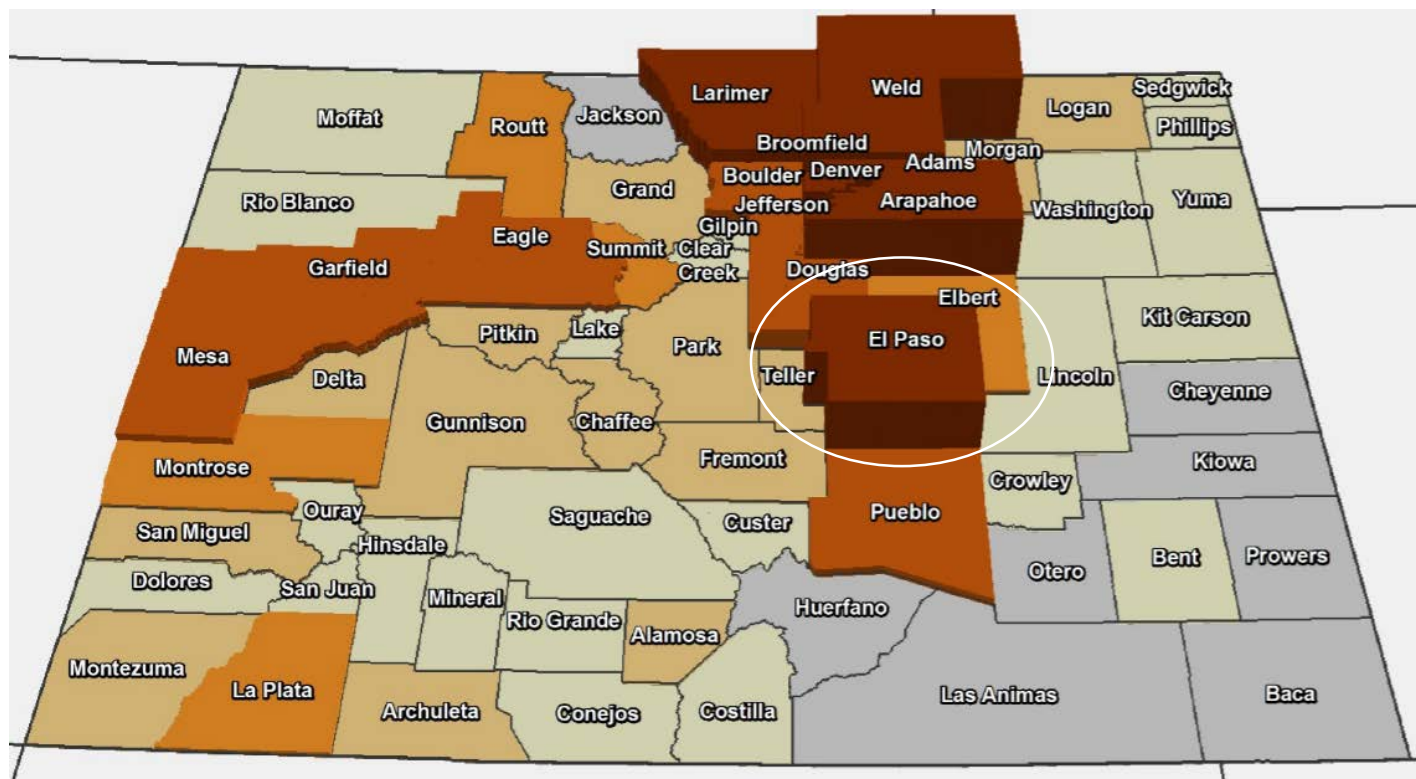 Larimer
Weld
Sedgwick
Moffat
Routt
Jackson
Logan
Phillips
Broomfield
Morgan
Boulder
Denver
Adams
Rio Blanco
Grand
Jefferson
Arapahoe
Washington
Yuma
Eagle
Gilpin
Garfield
Summit
Clear
Creek
Douglas
Elbert
Kit Carson
Pitkin
Lake
El Paso
Mesa
Park
Teller
Lincoln
Delta
Cheyenne
Gunnison
Chaffee
Montrose
Fremont
Kiowa
Crowley
Ouray
Saguache
Custer
Pueblo
San Miguel
Hinsdale
Otero
Bent
Prowers
Dolores
San Juan
Mineral
Rio Grande
Huerfano
Alamosa
Montezuma
La Plata
Archuleta
Conejos
Costilla
Las Animas
Baca